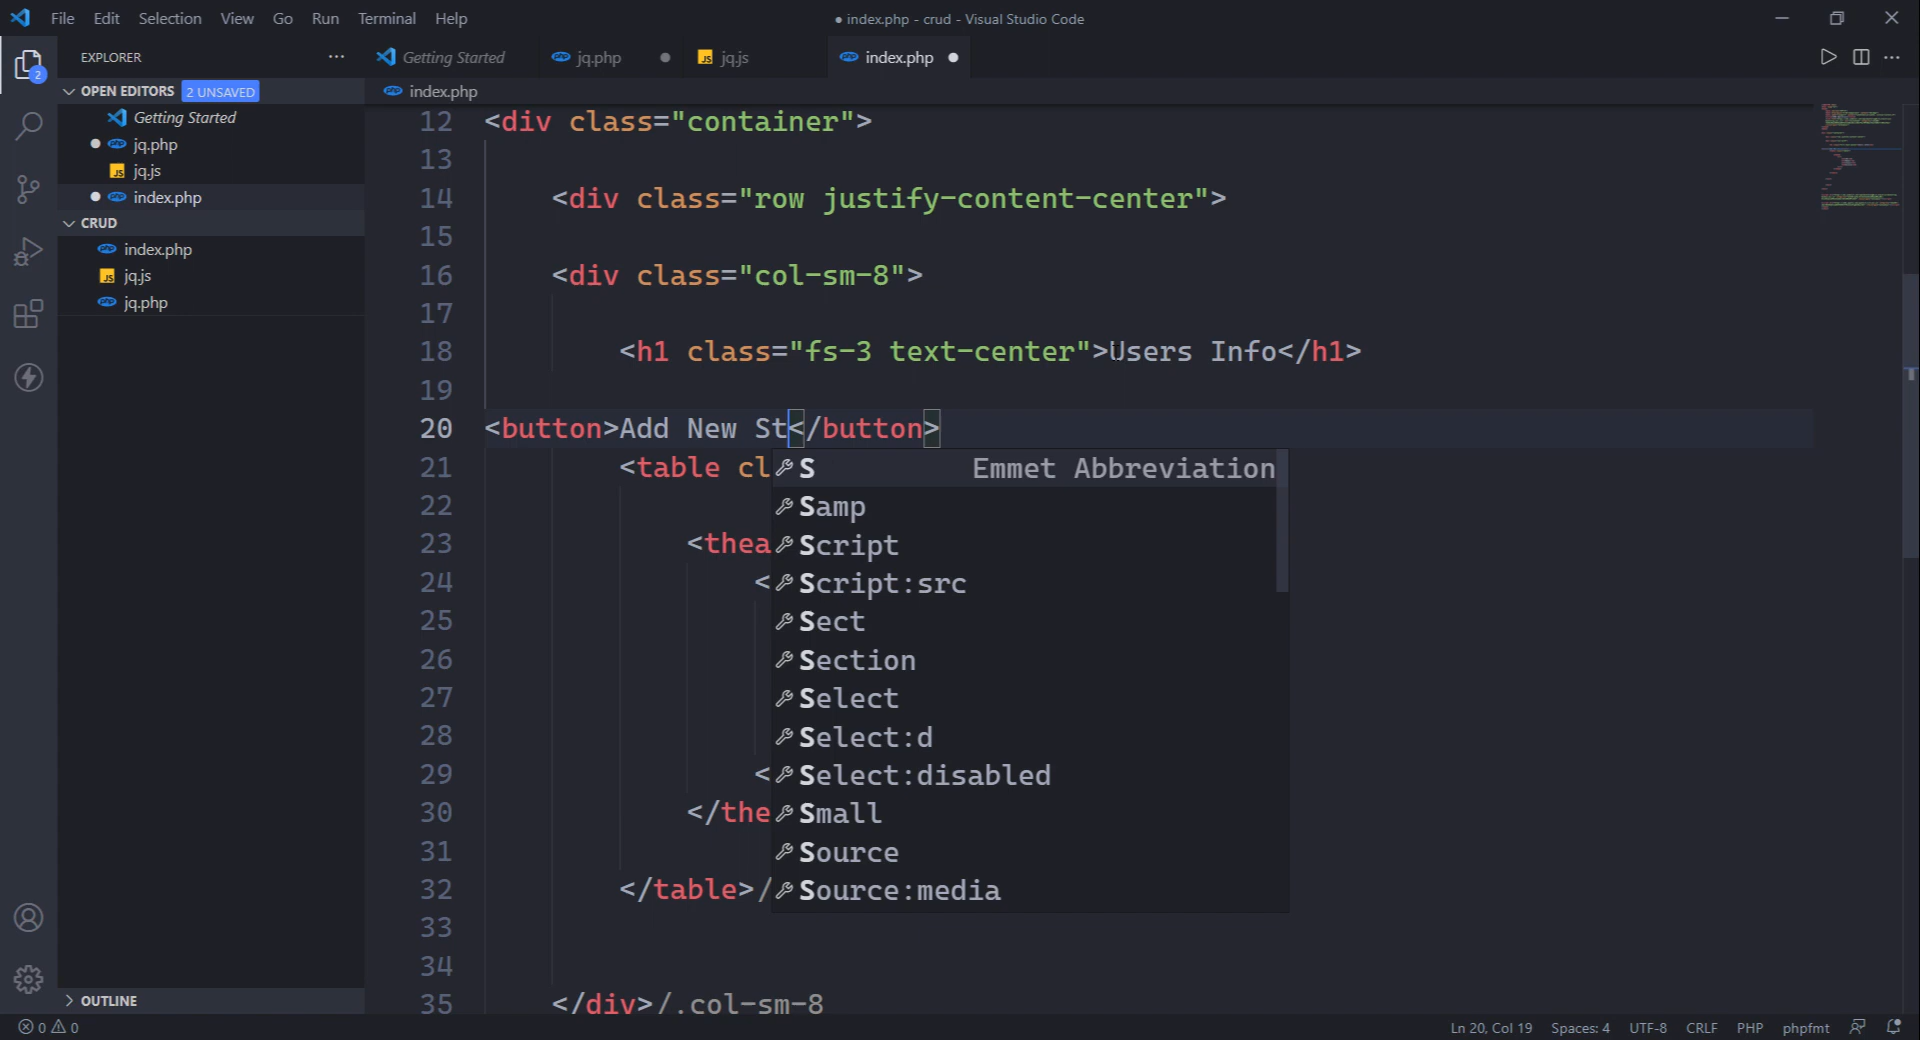 File Edit Selection View Go Run Terminal Help
● index.php - crud - Visual Studio Code
EXPLORER
Getting Started
jq.php
jq.js
index.php
OPEN EDITORS 2 UNSAVED
index.php
Getting Started
jq.php
jq.js
index.php
CRUD
index.php
jq.js
jq.php
2
12 <div class="container">
13
14 <div class="row justify-content-center">
15
16 <div class="col-sm-8">
17
18 <h1 class="fs-3 text-center">Users Info</h1>
19
20 <button>Add New St</button>
21 <table cl
22
23 <thea
24 <
25
26
27
28
29 <
30 </the
31
32 </table>/
33
34
35 </div>/.col-sm-8
S Emmet Abbreviation
Samp
Script
Script:src
Sect
Section
Select
Select:d
Select:disabled
Small
Source
Source:media
OUTLINE
0 0
Ln 20, Col 19 Spaces: 4 UTF-8 CRLF PHP phpfmt